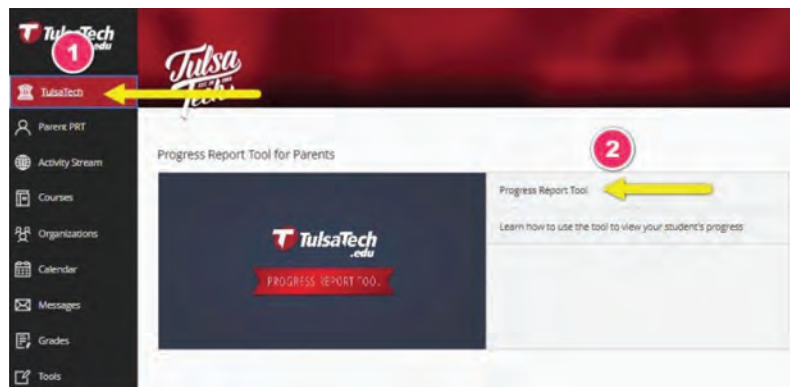 TulsaTech
.edu
1
Tulsa
Tech
TulsaTech
Parent PRT
Activity Stream
Courses
Organizations
Calendar
Messages
Grades
Tools
Progress Report Tool for Parents
2
TulsaTech
.edu
PROGRESS REPORT TOOL
Progress Report Tool
Learn how to use the tool to view your student's progress